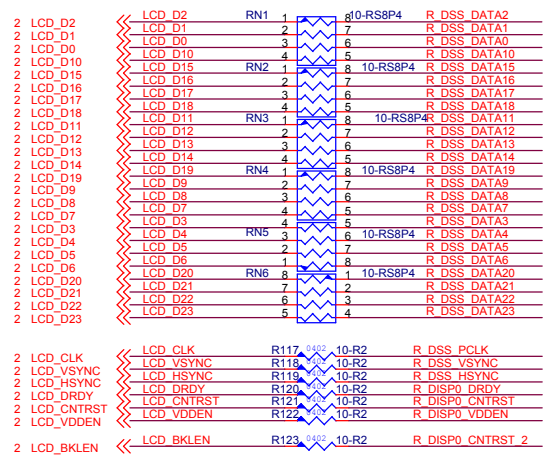 2 LCD_D2 LCD_D2 RN1 1 8 10-RS8P4 R_DSS_DATA2
2 LCD_D1 LCD_D1 2 7 R_DSS_DATA1
2 LCD_D0 LCD_D0 3 6 R_DSS_DATA0
2 LCD_D10 LCD_D10 4 5 R_DSS_DATA10
2 LCD_D15 LCD_D15 RN2 1 8 10-RS8P4 R_DSS_DATA15
2 LCD_D16 LCD_D16 2 7 R_DSS_DATA16
2 LCD_D17 LCD_D17 3 6 R_DSS_DATA17
2 LCD_D18 LCD_D18 4 5 R_DSS_DATA18
2 LCD_D11 LCD_D11 RN3 1 8 10-RS8P4 R_DSS_DATA11
2 LCD_D12 LCD_D12 2 7 R_DSS_DATA12
2 LCD_D13 LCD_D13 3 6 R_DSS_DATA13
2 LCD_D14 LCD_D14 4 5 R_DSS_DATA14
2 LCD_D19 LCD_D19 RN4 1 8 10-RS8P4 R_DSS_DATA19
2 LCD_D9 LCD_D9 2 7 R_DSS_DATA9
2 LCD_D8 LCD_D8 3 6 R_DSS_DATA8
2 LCD_D7 LCD_D7 4 5 R_DSS_DATA7
2 LCD_D3 LCD_D3 4 5 R_DSS_DATA3
2 LCD_D4 LCD_D4 RN5 3 6 10-RS8P4 R_DSS_DATA4
2 LCD_D5 LCD_D5 2 7 R_DSS_DATA5
2 LCD_D6 LCD_D6 1 8 R_DSS_DATA6
2 LCD_D20 LCD_D20 RN6 8 1 10-RS8P4 R_DSS_DATA20
2 LCD_D21 LCD_D21 7 2 R_DSS_DATA21
2 LCD_D22 LCD_D22 6 3 R_DSS_DATA22
2 LCD_D23 LCD_D23 5 4 R_DSS_DATA23
2 LCD_CLK LCD_CLK R117 0402 10-R2 R_DSS_PCLK
2 LCD_VSYNC LCD_VSYNC R118 0402 10-R2 R_DSS_VSYNC
2 LCD_HSYNC LCD_HSYNC R119 0402 10-R2 R_DSS_HSYNC
2 LCD_DRDY LCD_DRDY R120 0402 10-R2 R_DISP0_DRDY
2 LCD_CNTRST LCD_CNTRST R121 0402 10-R2 R_DISP0_CNTRST
2 LCD_VDDEN LCD_VDDEN R122 0402 10-R2 R_DISP0_VDDEN
2 LCD_BKLEN LCD_BKLEN R123 0402 10-R2 R_DISP0_CNTRST_2